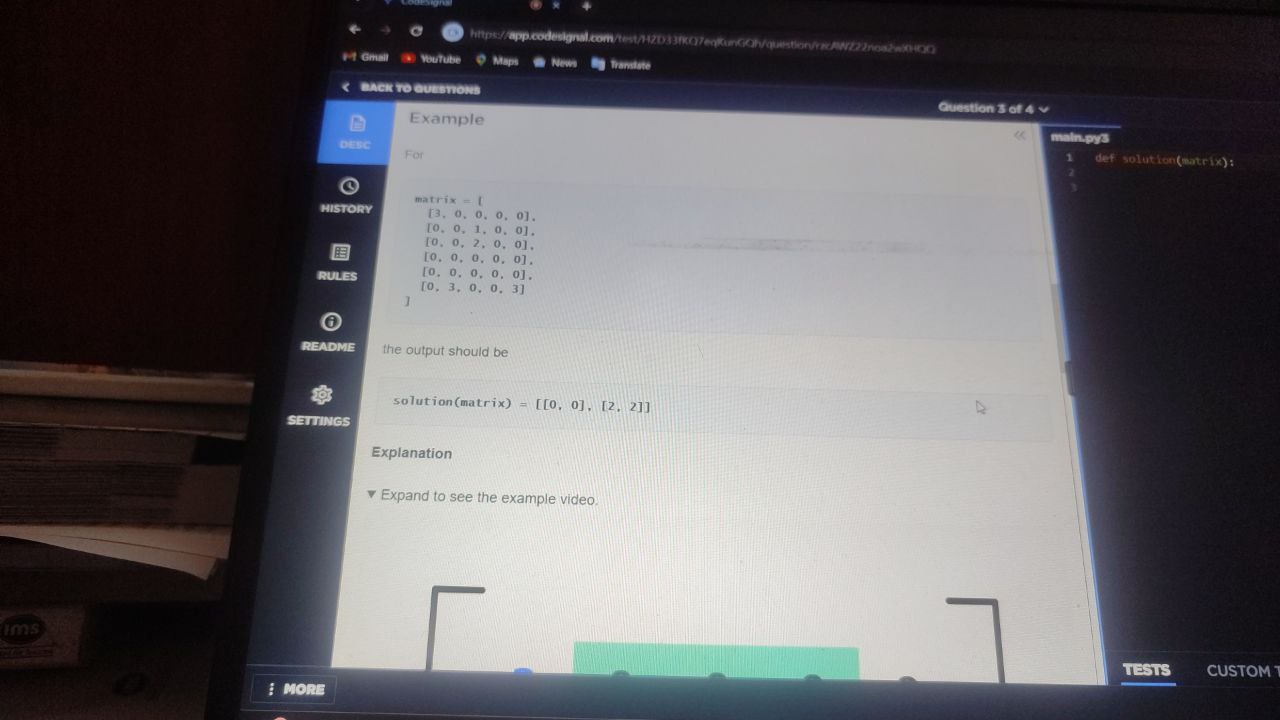 Codesignal
https://app.codesignal.com/test/
Gmail YouTube Maps News Translate
BACK TO QUESTIONS
Question 3 of 4
DESC
HISTORY
RULES
README
SETTINGS
Example
For
matrix = [
[3, 0, 0, 0, 0],
[0, 0, 1, 0, 0],
[0, 0, 2, 0, 0],
[0, 0, 0, 0, 0],
[0, 0, 0, 0, 0],
[0, 3, 0, 0, 3]
]
the output should be
solution(matrix) = [[0, 0], [2, 2]]
Explanation
▼ Expand to see the example video.
main.py3
1 def solution(matrix):
2
3
MORE
TESTS CUSTOM T
ims